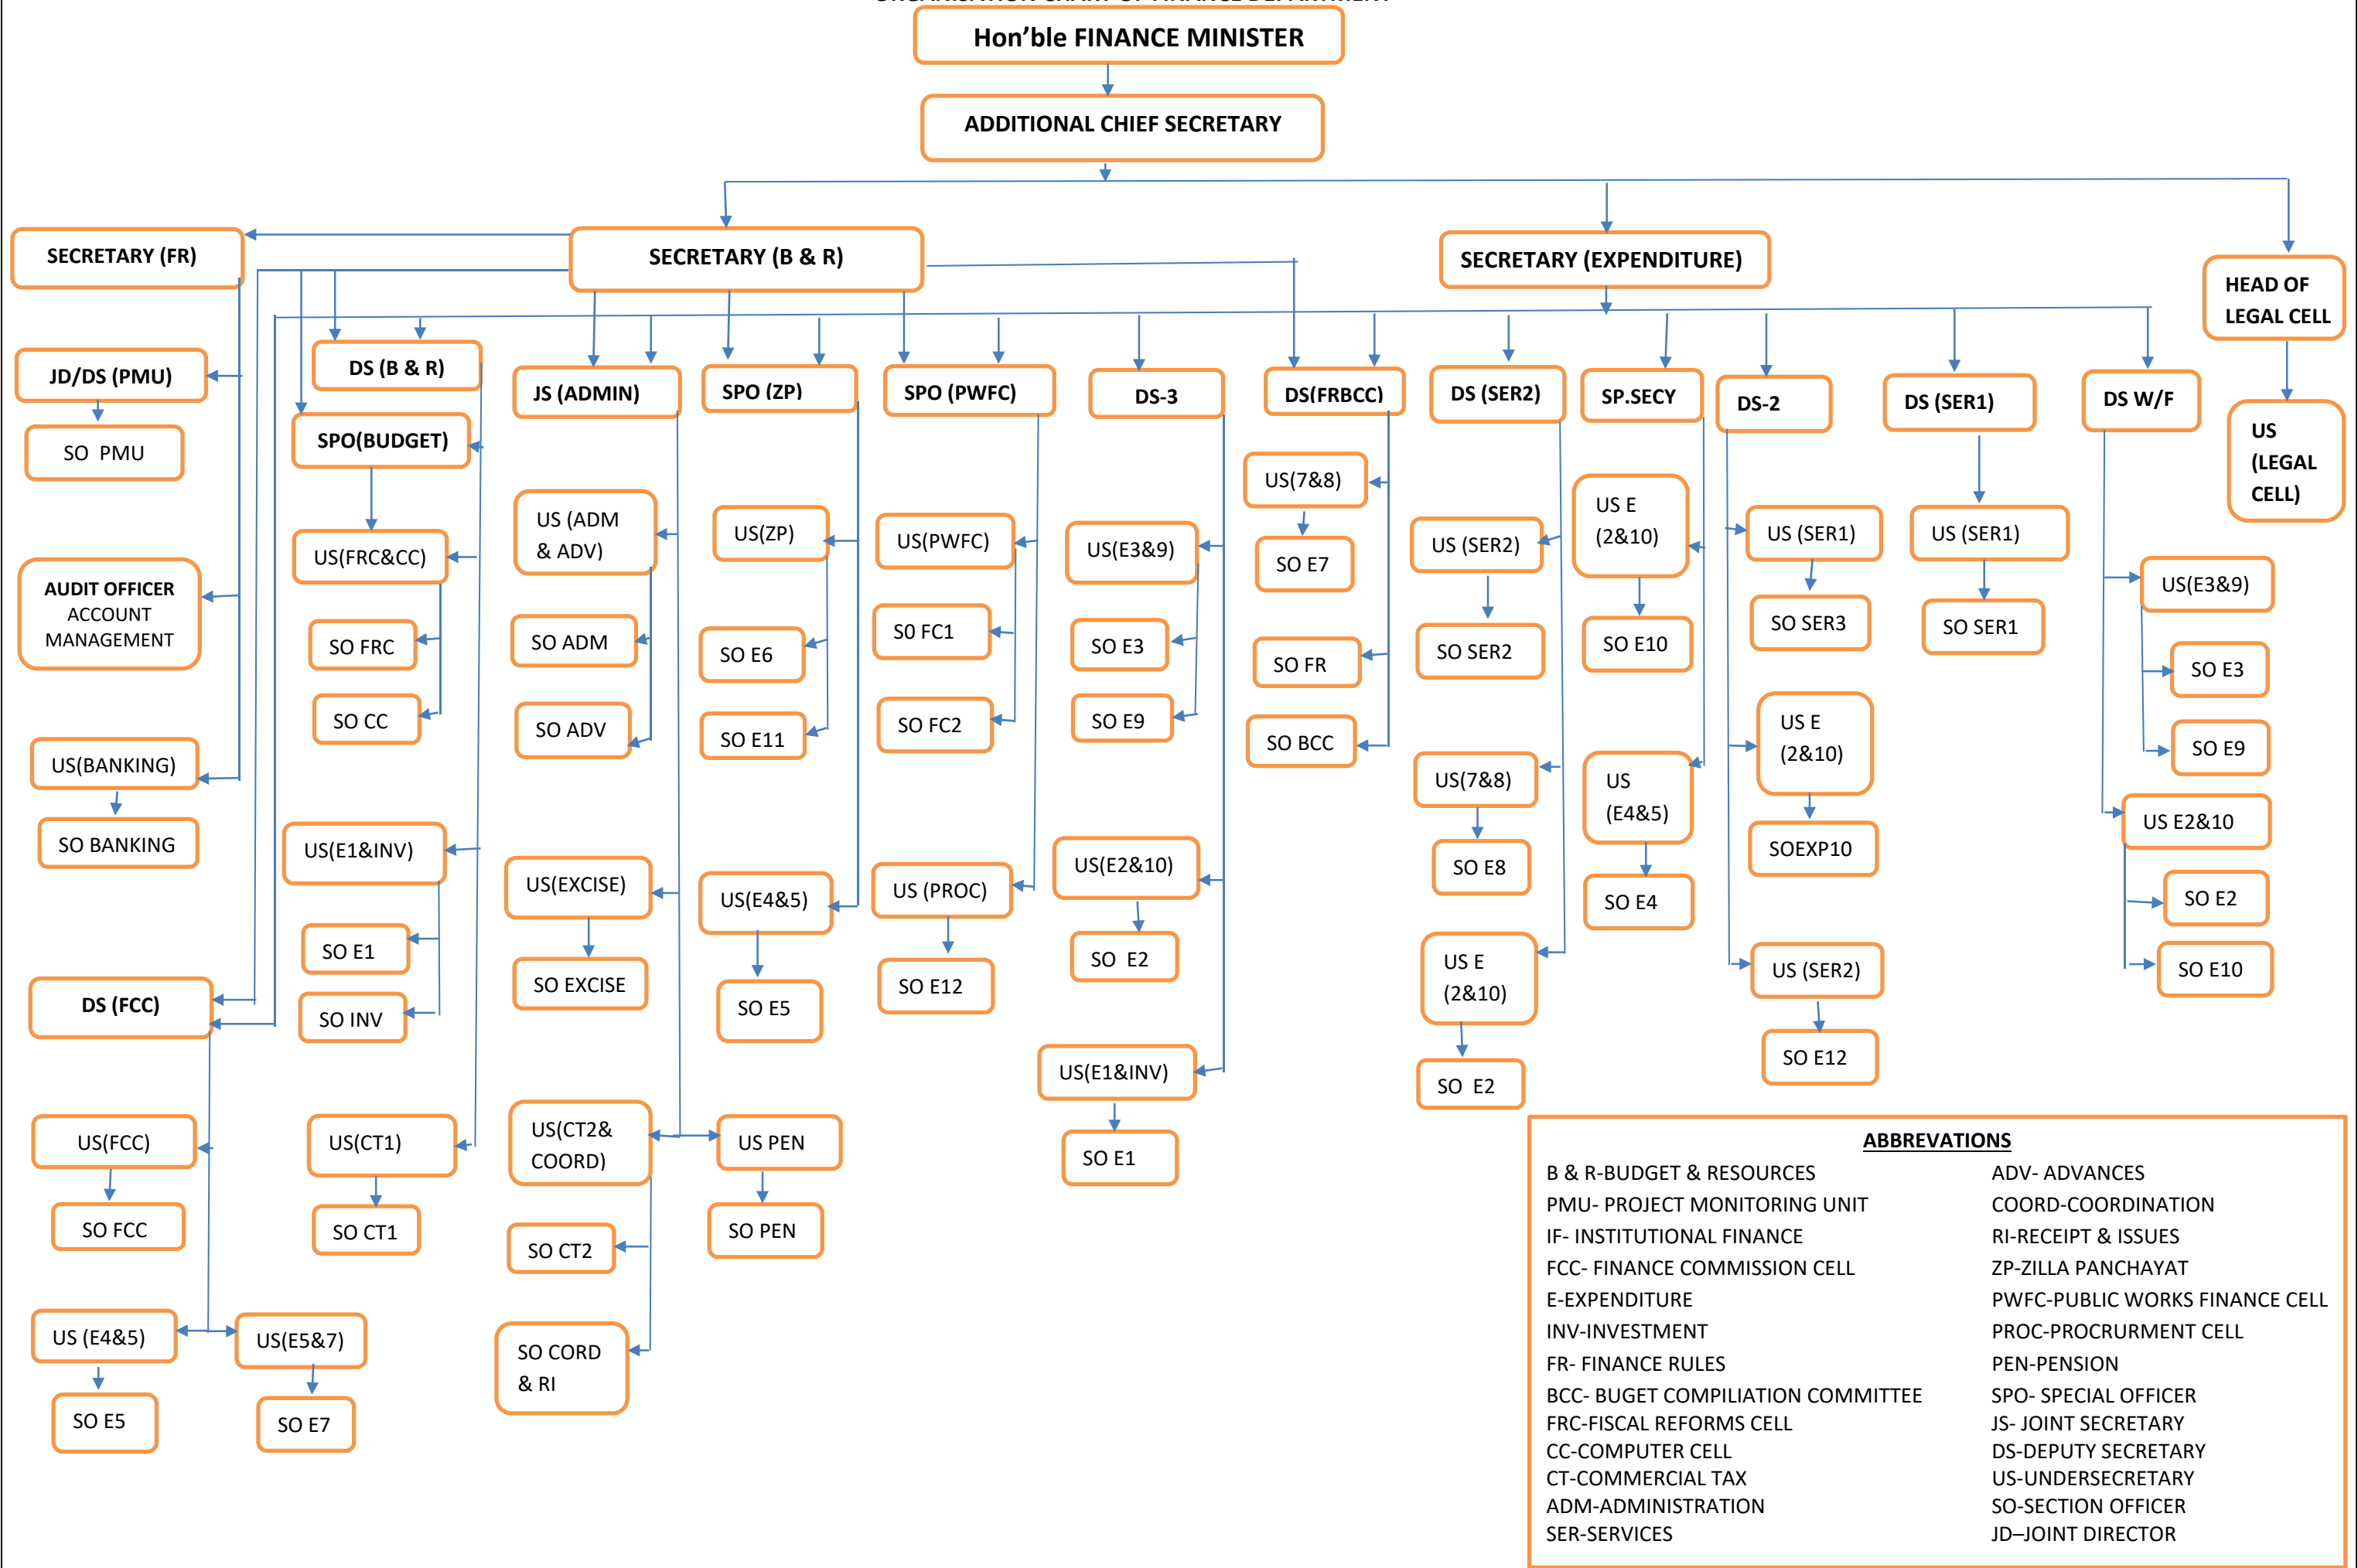 ORGANISATION CHART OF FINANCE DEPARTMENT
Hon’ble FINANCE MINISTER
ADDITIONAL CHIEF SECRETARY
SECRETARY (FR)
SECRETARY (B & R)
SECRETARY (EXPENDITURE)
HEAD OF
LEGAL CELL
US
(LEGAL
CELL)
JD/DS (PMU)
SO PMU
AUDIT OFFICER
ACCOUNT
MANAGEMENT
US(BANKING)
SO BANKING
DS (FCC)
US(FCC)
SO FCC
US (E4&5)
SO E5
US(E5&7)
SO E7
DS (B & R)
SPO(BUDGET)
US(FRC&CC)
SO FRC
SO CC
US(E1&INV)
SO E1
SO INV
US(CT1)
SO CT1
JS (ADMIN)
US (ADM
& ADV)
SO ADM
SO ADV
US(EXCISE)
SO EXCISE
US(CT2&
COORD)
SO CT2
SO CORD
& RI
US PEN
SO PEN
SPO (ZP)
US(ZP)
SO E6
SO E11
US(E4&5)
SO E5
SPO (PWFC)
US(PWFC)
S0 FC1
SO FC2
US (PROC)
SO E12
DS-3
US(E3&9)
SO E3
SO E9
US(E2&10)
SO E2
US(E1&INV)
SO E1
DS(FRBCC)
US(7&8)
SO E7
SO FR
SO BCC
DS (SER2)
US (SER2)
SO SER2
US(7&8)
SO E8
US E
(2&10)
SO E2
SP.SECY
US E
(2&10)
SO E10
US
(E4&5)
SO E4
DS-2
US (SER1)
SO SER3
US E
(2&10)
SOEXP10
US (SER2)
SO E12
DS (SER1)
US (SER1)
SO SER1
DS W/F
US(E3&9)
SO E3
SO E9
US E2&10
SO E2
SO E10
ABBREVATIONS
B & R-BUDGET & RESOURCES
PMU- PROJECT MONITORING UNIT
IF- INSTITUTIONAL FINANCE
FCC- FINANCE COMMISSION CELL
E-EXPENDITURE
INV-INVESTMENT
FR- FINANCE RULES
BCC- BUGET COMPILIATION COMMITTEE
FRC-FISCAL REFORMS CELL
CC-COMPUTER CELL
CT-COMMERCIAL TAX
ADM-ADMINISTRATION
SER-SERVICES
ADV- ADVANCES
COORD-COORDINATION
RI-RECEIPT & ISSUES
ZP-ZILLA PANCHAYAT
PWFC-PUBLIC WORKS FINANCE CELL
PROC-PROCRURMENT CELL
PEN-PENSION
SPO- SPECIAL OFFICER
JS- JOINT SECRETARY
DS-DEPUTY SECRETARY
US-UNDERSECRETARY
SO-SECTION OFFICER
JD–JOINT DIRECTOR